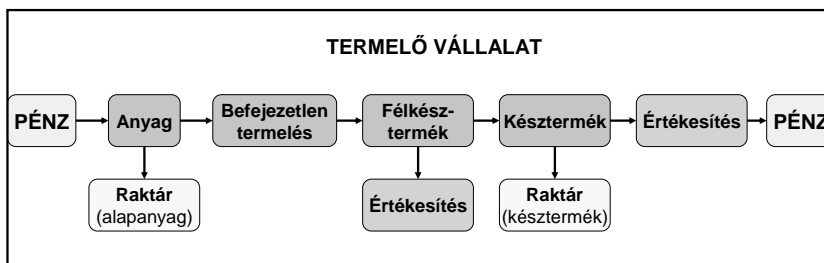 TERMELŐ VÁLLALAT
PÉNZ
Anyag
Befejezetlen
termelés
Félkész-
termék
Késztermék
Értékesítés
PÉNZ
Raktár
(alapanyag)
Értékesítés
Raktár
(késztermék)